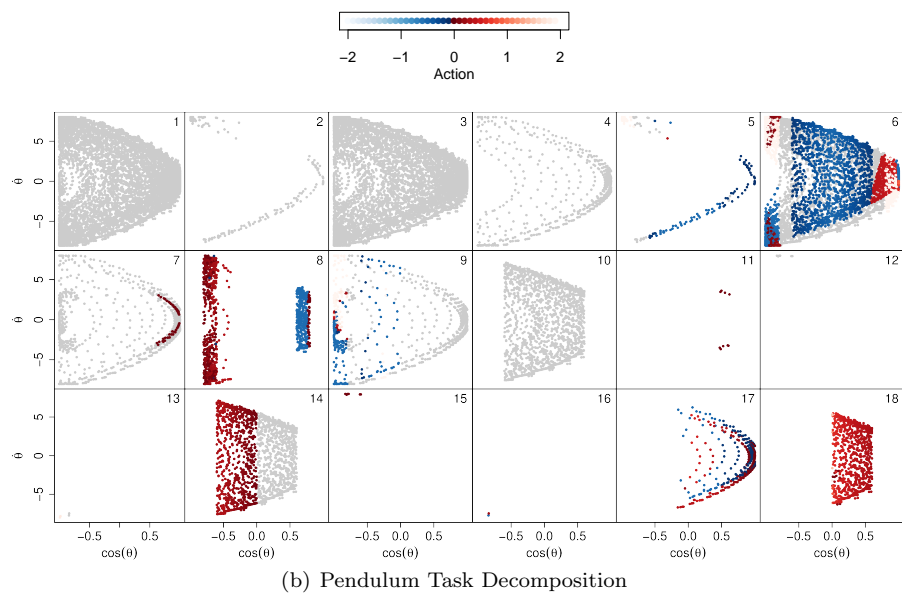 −2 −1 0 1 2
Action
1 2 3 4 5 6
5
0
−5
θ̇
7 8 9 10 11 12
5
0
−5
θ̇
13 14 15 16 17 18
5
0
−5
θ̇
−0.5 0.0 0.5 −0.5 0.0 0.5 −0.5 0.0 0.5 −0.5 0.0 0.5 −0.5 0.0 0.5 −0.5 0.0 0.5
cos(θ) cos(θ) cos(θ) cos(θ) cos(θ) cos(θ)
(b) Pendulum Task Decomposition